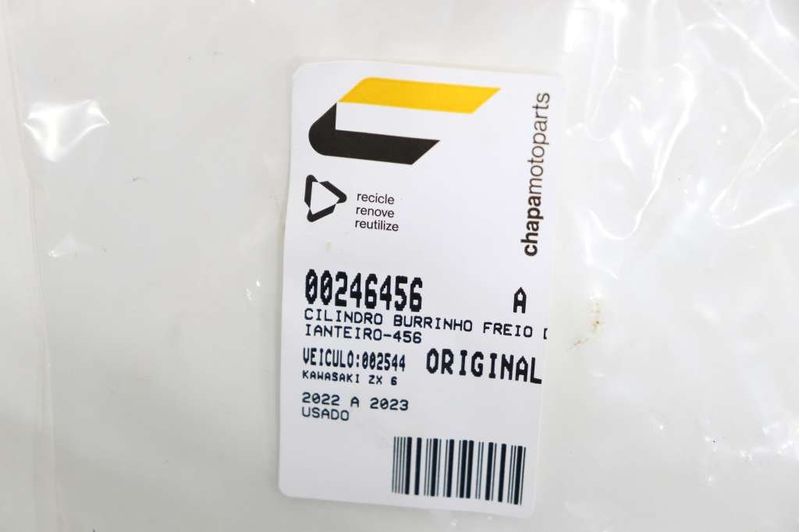 chapamotoparts
recicle
renove
reutilize
00246456 A
CILINDRO BURRINHO FREIO D
IANTEIRO-456
VEICULO:002544 ORIGINAL
KAWASAKI ZX 6
2022 A 2023
USADO